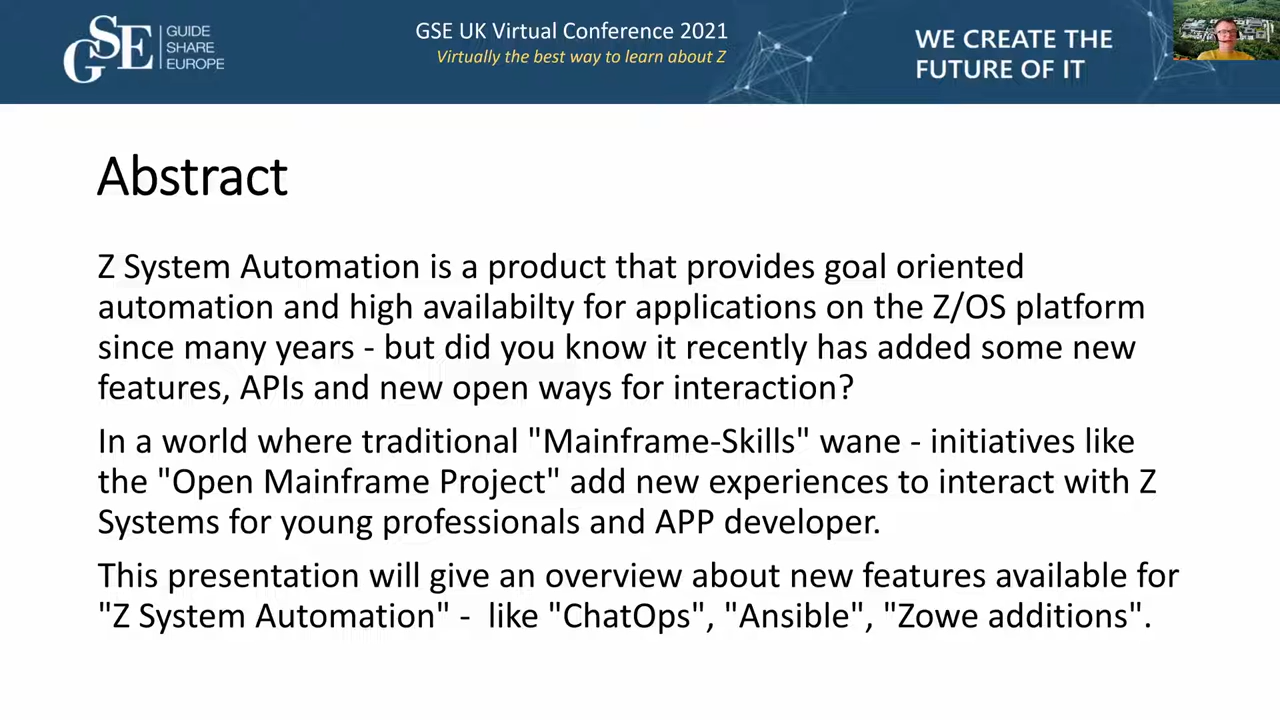 GSE
GUIDE
SHARE
EUROPE
GSE UK Virtual Conference 2021
Virtually the best way to learn about Z
WE CREATE THE
FUTURE OF IT
Abstract
Z System Automation is a product that provides goal oriented
automation and high availabilty for applications on the Z/OS platform
since many years - but did you know it recently has added some new
features, APIs and new open ways for interaction?
In a world where traditional "Mainframe-Skills" wane - initiatives like
the "Open Mainframe Project" add new experiences to interact with Z
Systems for young professionals and APP developer.
This presentation will give an overview about new features available for
"Z System Automation" -  like "ChatOps", "Ansible", "Zowe additions".